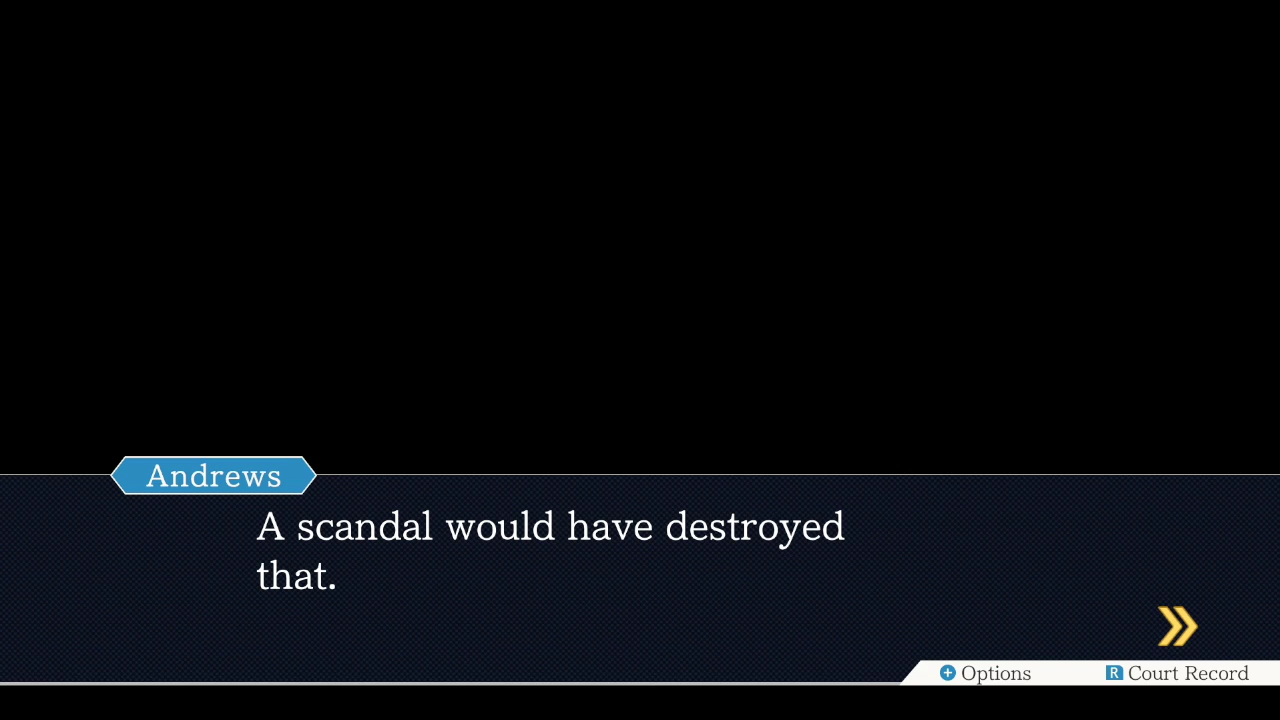 Andrews
A scandal would have destroyed
that.
+ Options R Court Record